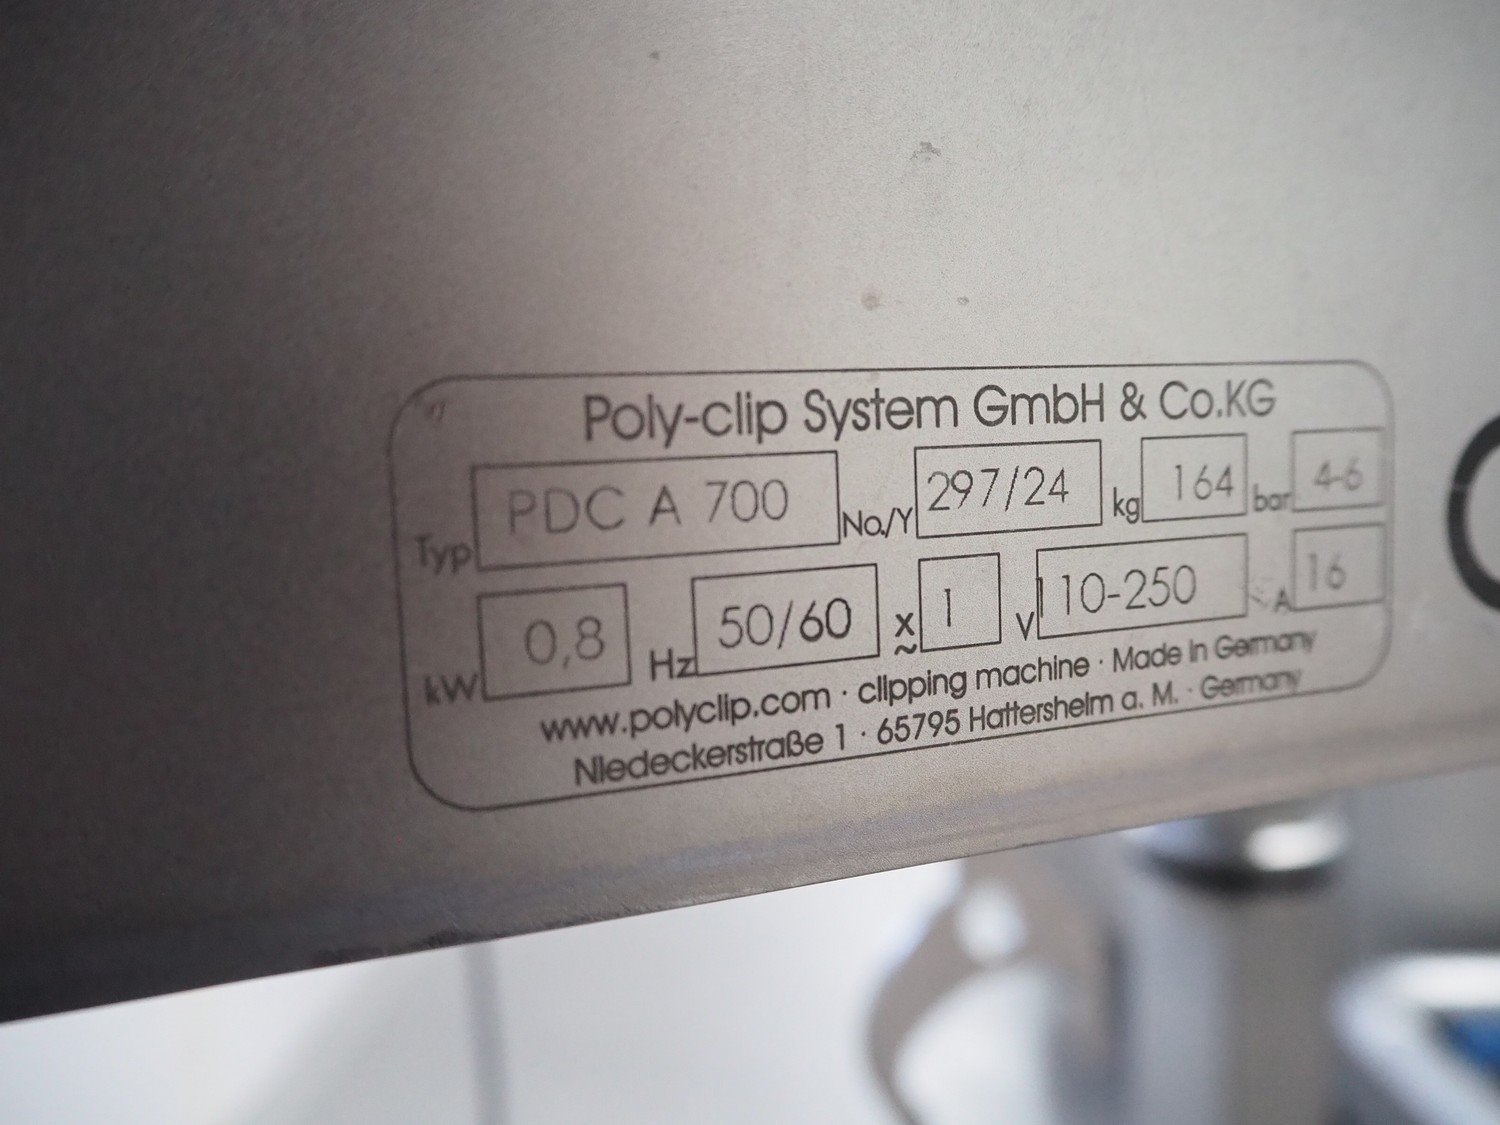 Poly-clip System GmbH & Co.KG
Typ PDC A 700 No./Y 297/24 kg 164 bar 4-6
kW 0,8 Hz 50/60 x ~ 1 V 110-250 A 16
www.polyclip.com · clipping machine · Made in Germany
Niedeckerstraße 1 · 65795 Hattersheim a. M. · Germany